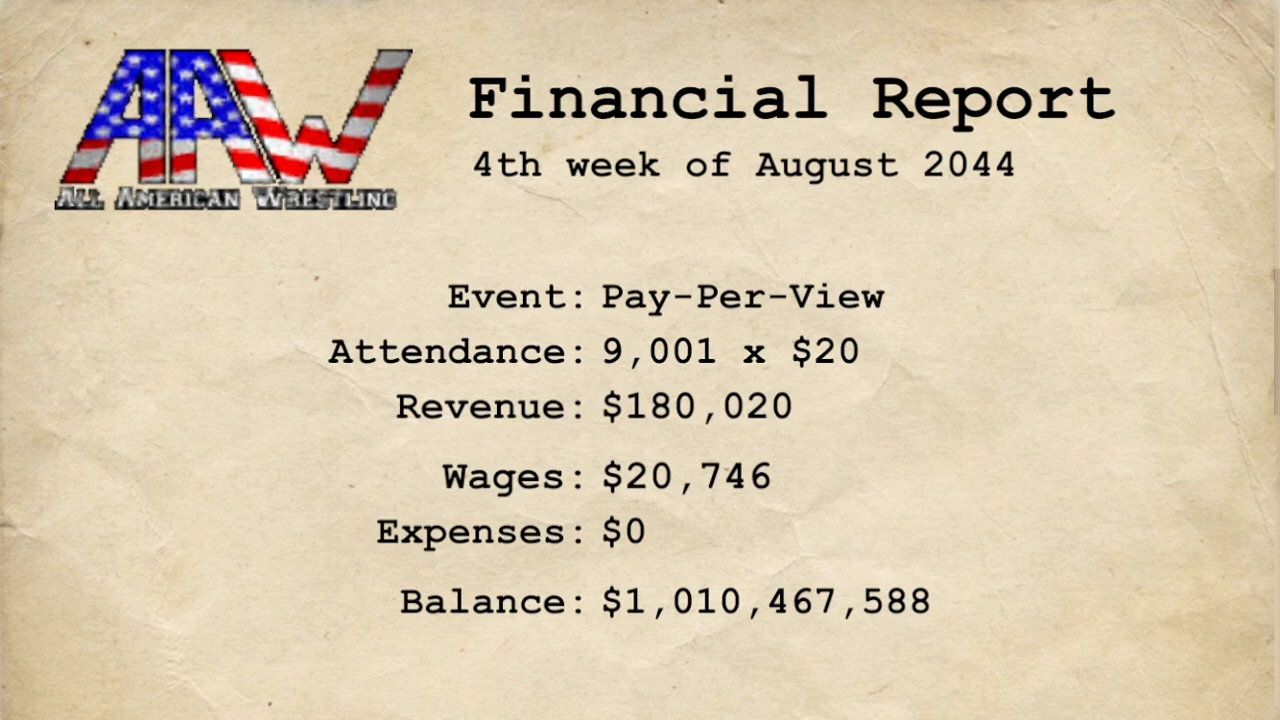 AAW
ALL AMERICAN WRESTLING
Financial Report
4th week of August 2044
Event: Pay-Per-View
Attendance: 9,001 x $20
Revenue: $180,020
Wages: $20,746
Expenses: $0
Balance: $1,010,467,588